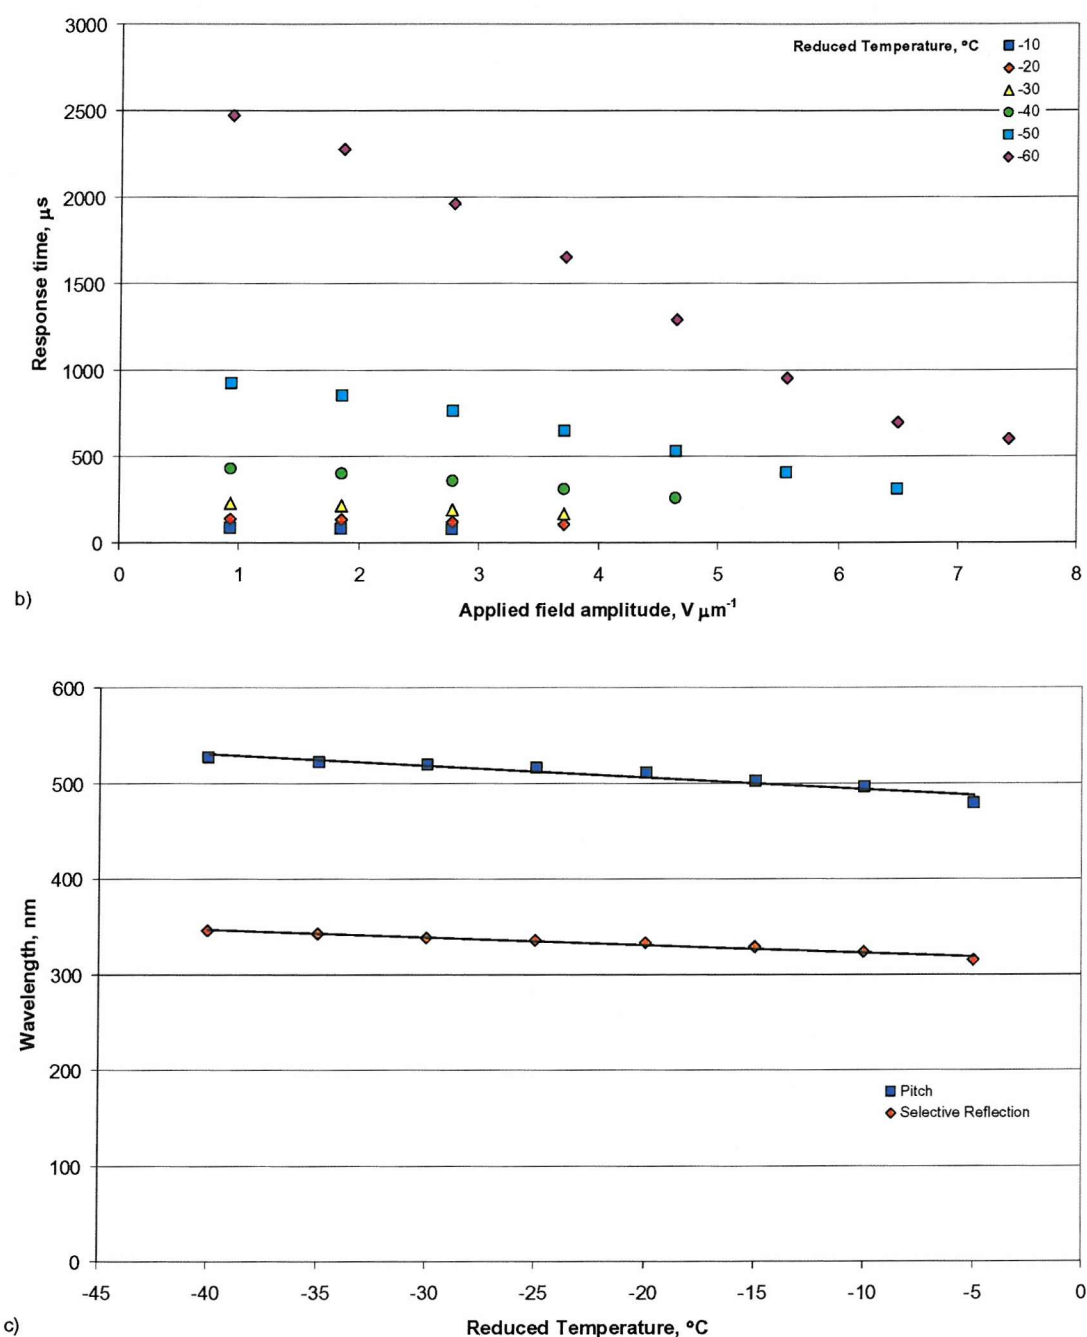 3000
2500
2000
1500
1000
500
0
Response time, µs
Reduced Temperature, °C
-10
-20
-30
-40
-50
-60
0 1 2 3 4 5 6 7 8
Applied field amplitude, V µm⁻¹
b)
600
500
400
300
200
100
0
Wavelength, nm
Pitch
Selective Reflection
-45 -40 -35 -30 -25 -20 -15 -10 -5 0
Reduced Temperature, °C
c)